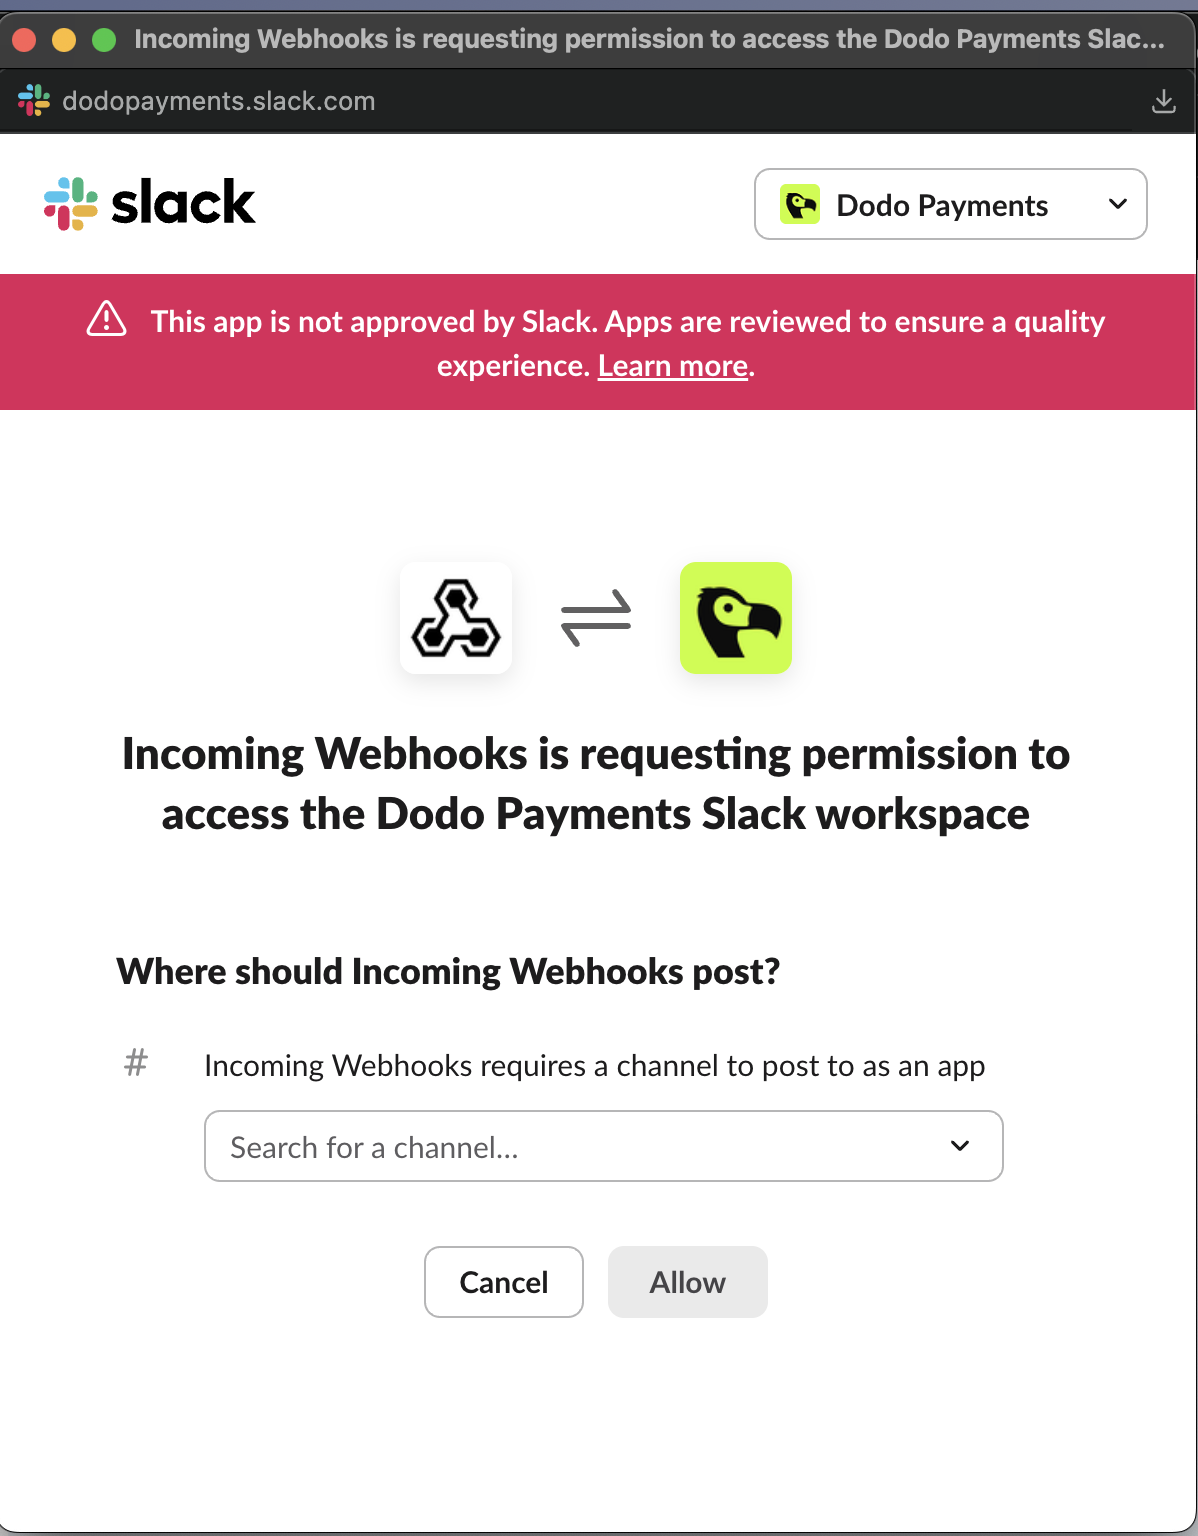 Incoming Webhooks is requesting permission to access the Dodo Payments Slac...
dodopayments.slack.com
slack
Dodo Payments
This app is not approved by Slack. Apps are reviewed to ensure a quality
experience. Learn more.
Incoming Webhooks is requesting permission to
access the Dodo Payments Slack workspace
Where should Incoming Webhooks post?
# Incoming Webhooks requires a channel to post to as an app
Search for a channel...
Cancel
Allow